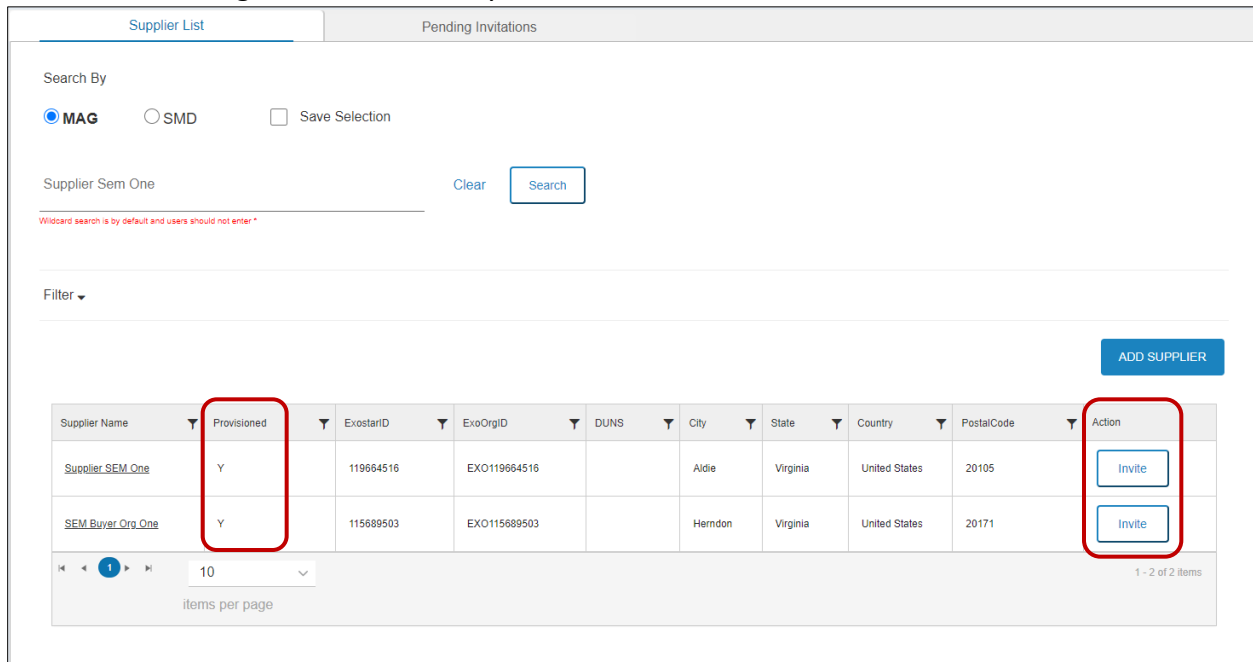 Supplier List Pending Invitations
Search By
MAG SMD Save Selection
Supplier Sem One Clear Search
Wildcard search is by default and users should not enter *
Filter
ADD SUPPLIER
Supplier Name Provisioned ExostarID ExoOrgID DUNS City State Country PostalCode Action
Supplier SEM One Y 119664516 EXO119664516 Aldie Virginia United States 20105 Invite
SEM Buyer Org One Y 115689503 EXO115689503 Herndon Virginia United States 20171 Invite
1 10 1 - 2 of 2 items
items per page